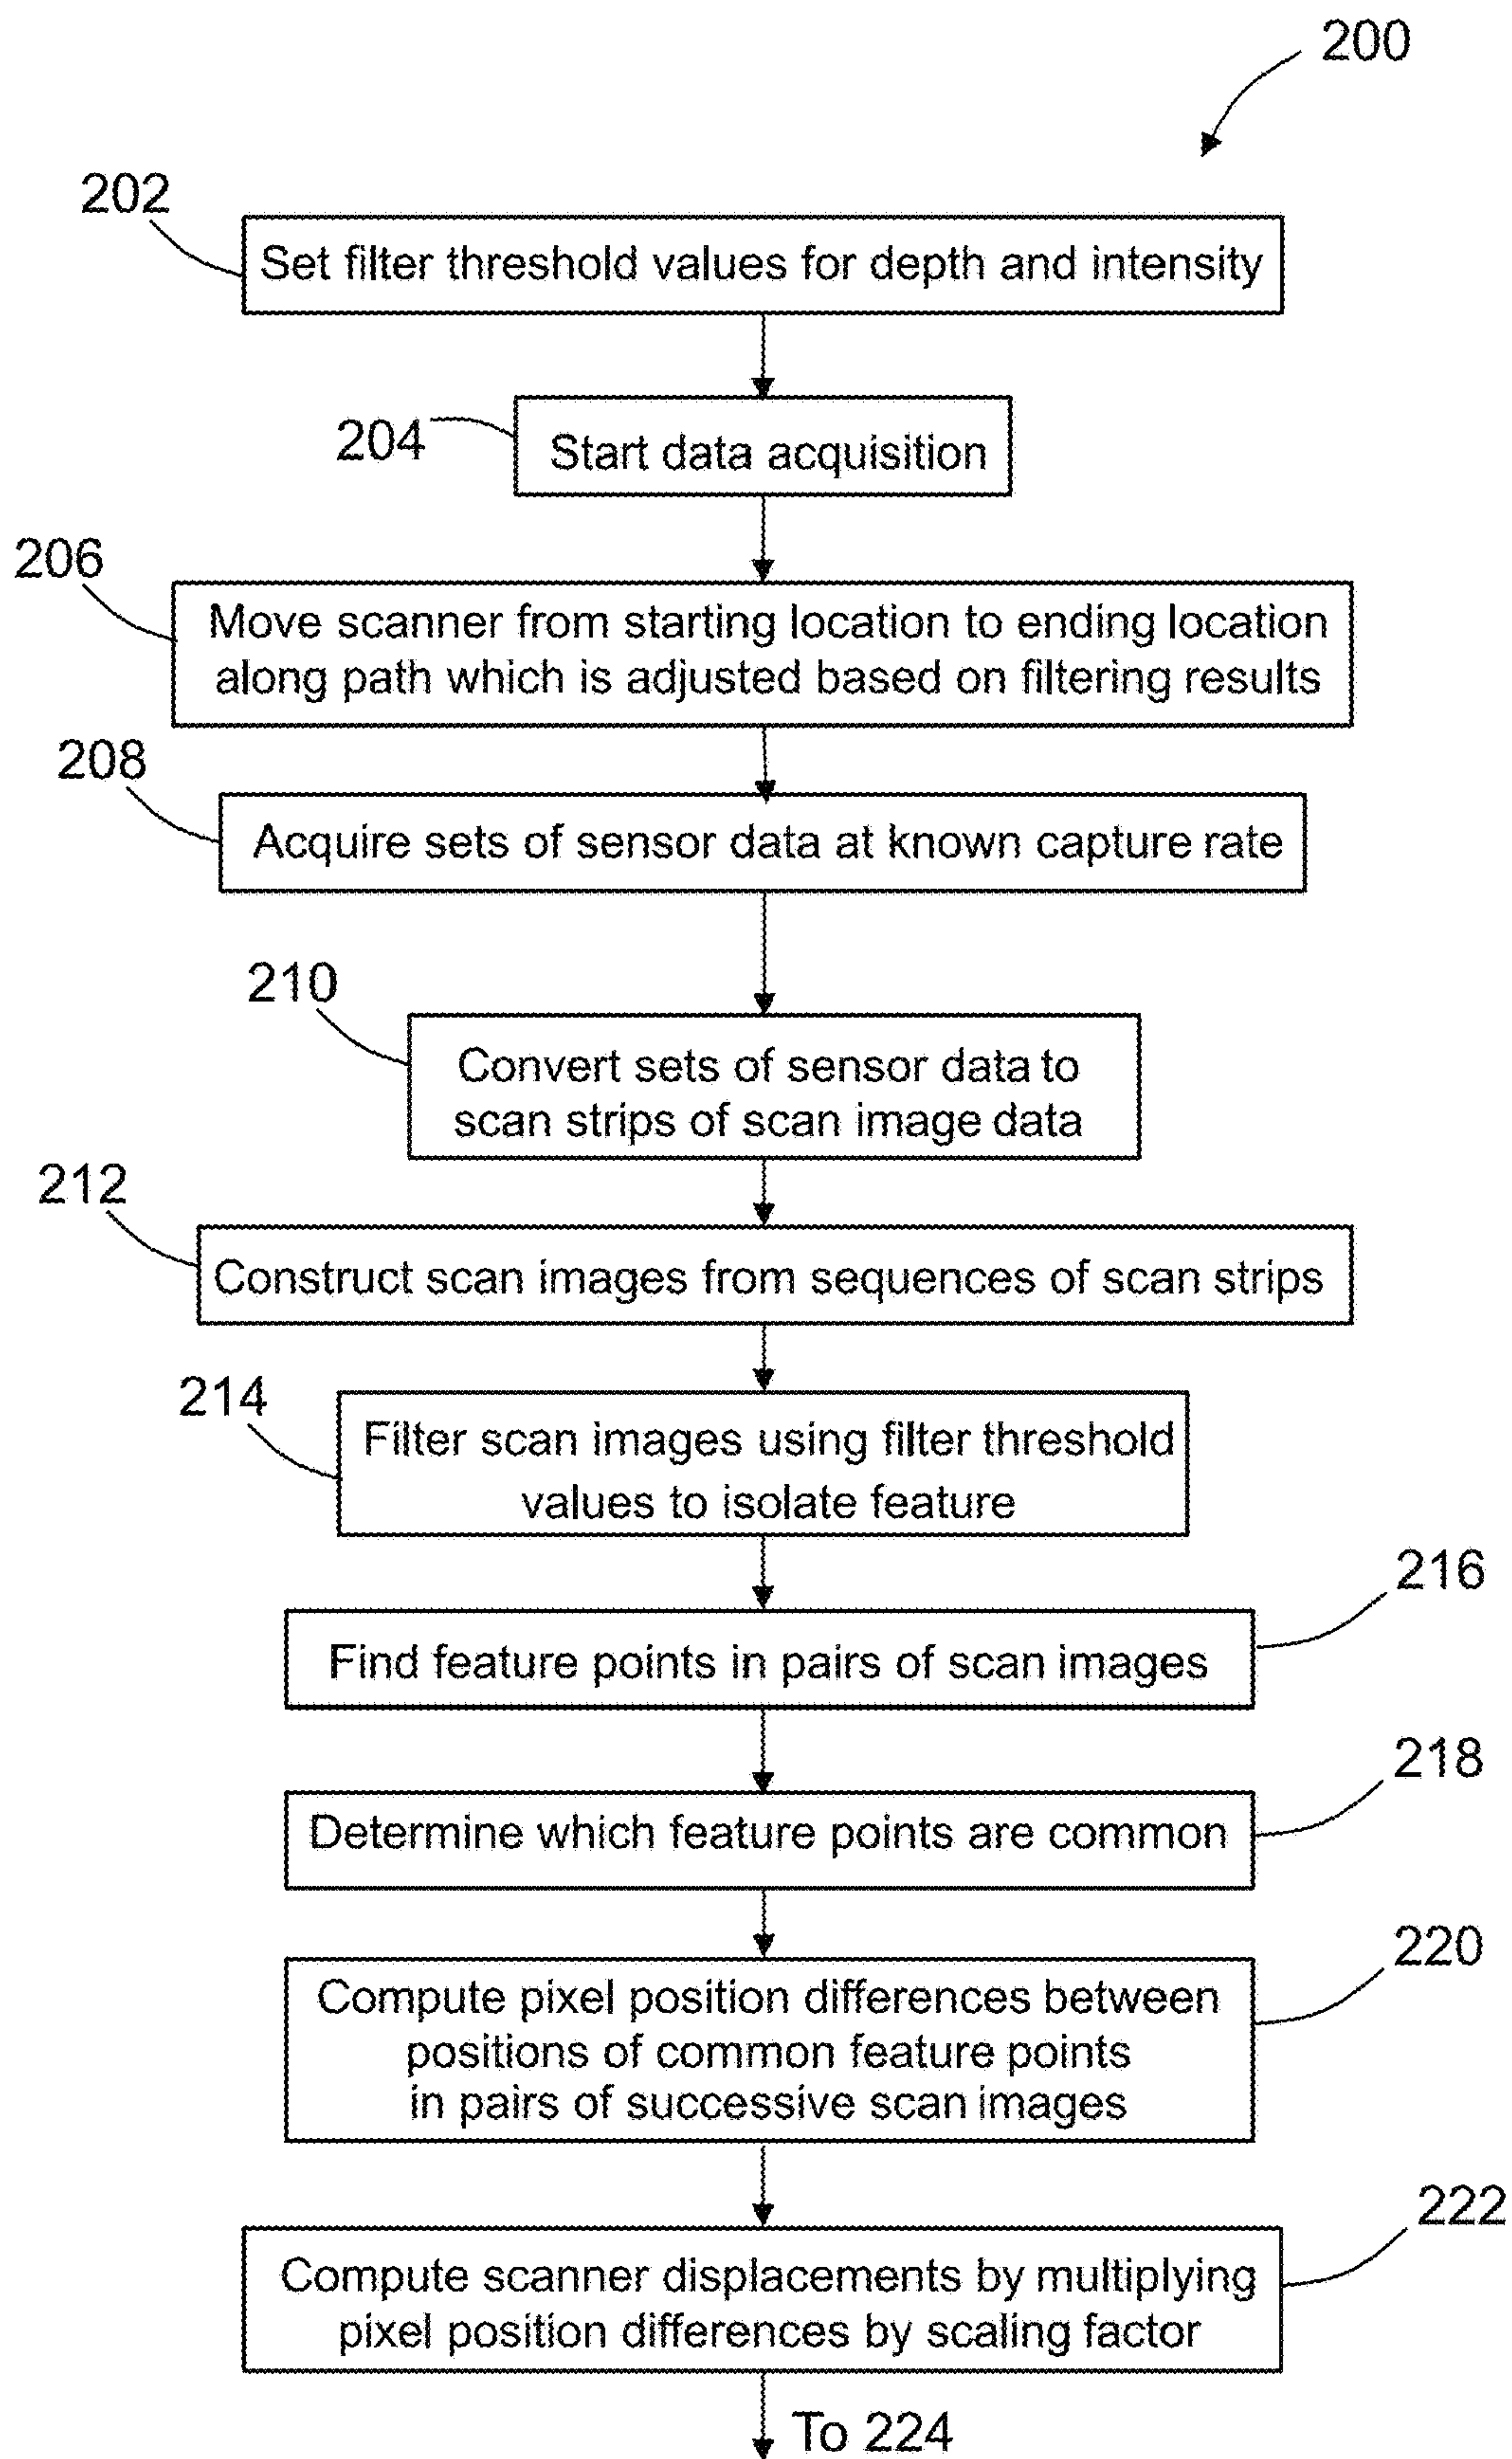 200
202
Set filter threshold values for depth and intensity
204
Start data acquisition
206
Move scanner from starting location to ending location
along path which is adjusted based on filtering results
208
Acquire sets of sensor data at known capture rate
210
Convert sets of sensor data to
scan strips of scan image data
212
Construct scan images from sequences of scan strips
214
Filter scan images using filter threshold
values to isolate feature
216
Find feature points in pairs of scan images
218
Determine which feature points are common
220
Compute pixel position differences between
positions of common feature points
in pairs of successive scan images
222
Compute scanner displacements by multiplying
pixel position differences by scaling factor
To 224